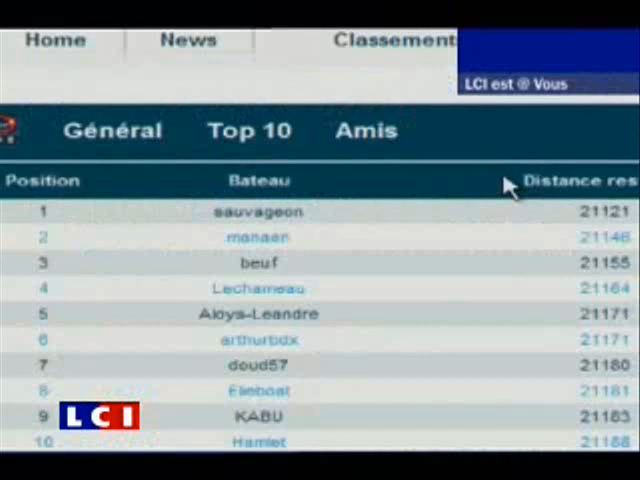 Home News Classement
LCI est @ Vous
Général Top 10 Amis
Position Bateau Distance res
1 sauvageon 21121
2 manaen 21146
3 beuf 21155
4 Lechameau 21164
5 Aloys-Leandre 21171
6 arthurbdx 21171
7 doud57 21180
8 Elieboat 21181
9 KABU 21183
10 Hamlet 21188
LCI